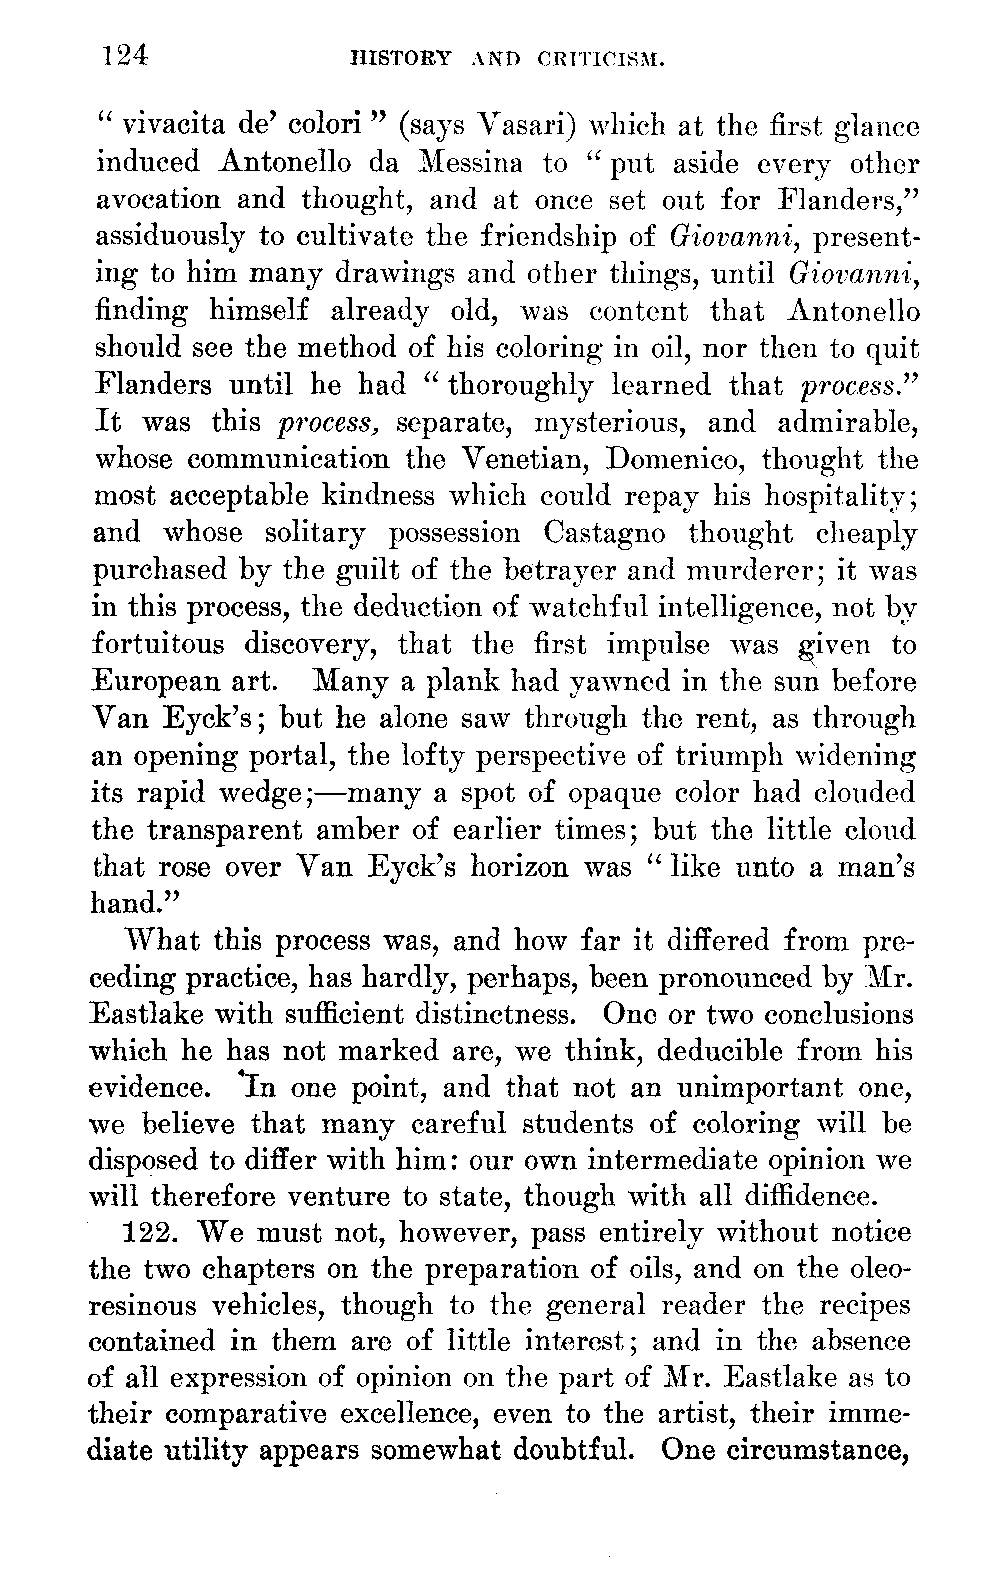 124 HISTORY AND CRITICISM.
“ vivacita de’ colori ” (says Vasari) which at the first glance
induced Antonello da Messina to “ put aside every other
avocation and thought, and at once set out for Flanders,”
assiduously to cultivate the friendship of Giovanni, present-
ing to him many drawings and other things, until Giovanni,
finding himself already old, was content that Antonello
should see the method of his coloring in oil, nor then to quit
Flanders until he had “ thoroughly learned that process.”
It was this process, separate, mysterious, and admirable,
whose communication the Venetian, Domenico, thought the
most acceptable kindness which could repay his hospitality;
and whose solitary possession Castagno thought cheaply
purchased by the guilt of the betrayer and murderer; it was
in this process, the deduction of watchful intelligence, not by
fortuitous discovery, that the first impulse was given to
European art. Many a plank had yawned in the sun before
Van Eyck’s; but he alone saw through the rent, as through
an opening portal, the lofty perspective of triumph widening
its rapid wedge;—many a spot of opaque color had clouded
the transparent amber of earlier times; but the little cloud
that rose over Van Eyck’s horizon was “ like unto a man’s
hand.”
What this process was, and how far it differed from pre-
ceding practice, has hardly, perhaps, been pronounced by Mr.
Eastlake with sufficient distinctness. One or two conclusions
which he has not marked are, we think, deducible from his
evidence. In one point, and that not an unimportant one,
we believe that many careful students of coloring will be
disposed to differ with him: our own intermediate opinion we
will therefore venture to state, though with all diffidence.
122. We must not, however, pass entirely without notice
the two chapters on the preparation of oils, and on the oleo-
resinous vehicles, though to the general reader the recipes
contained in them are of little interest; and in the absence
of all expression of opinion on the part of Mr. Eastlake as to
their comparative excellence, even to the artist, their imme-
diate utility appears somewhat doubtful. One circumstance,